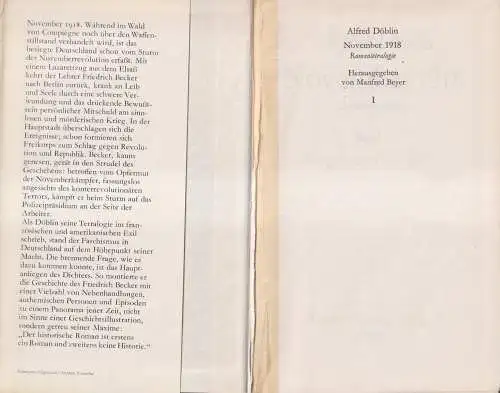 November 1918. Während im Wald
von Compiègne noch über den Waffen-
stillstand verhandelt wird, ist das
besiegte Deutschland schon vom Sturm
der Novemberrevolution erfaßt. Mit
einem Lazarettzug aus dem Elsaß
kehrt der Lehrer Friedrich Becker
nach Berlin zurück, krank an Leib
und Seele durch eine schwere Ver-
wundung und das drückende Bewußt-
sein persönlicher Mitschuld am sinn-
losen und mörderischen Krieg. In der
Hauptstadt überschlagen sich die
Ereignisse; schon formieren sich
Freikorps zum Schlag gegen Revolu-
tion und Republik. Becker, kaum
genesen, gerät in den Strudel des
Geschehens: betroffen vom Opfermut
der Novemberkämpfer, fassungslos
angesichts des konterrevolutionären
Terrors, kämpft er beim Sturm auf das
Polizeipräsidium an der Seite der
Arbeiter.
Als Döblin seine Tetralogie im fran-
zösischen und amerikanischen Exil
schrieb, stand der Faschismus in
Deutschland auf dem Höhepunkt seiner
Macht. Die brennende Frage, wie es
dazu kommen konnte, ist das Haupt-
anliegen des Dichters. So montierte er
die Geschichte des Friedrich Becker mit
einer Vielzahl von Nebenhandlungen,
authentischen Personen und Episoden
zu einem Panorama jener Zeit, nicht
im Sinne einer Geschichtsillustration,
sondern getreu seiner Maxime:
„Der historische Roman ist erstens
ein Roman und zweitens keine Historie.“
Alfred Döblin
November 1918
Romantetralogie
Herausgegeben
von Manfred Beyer
I